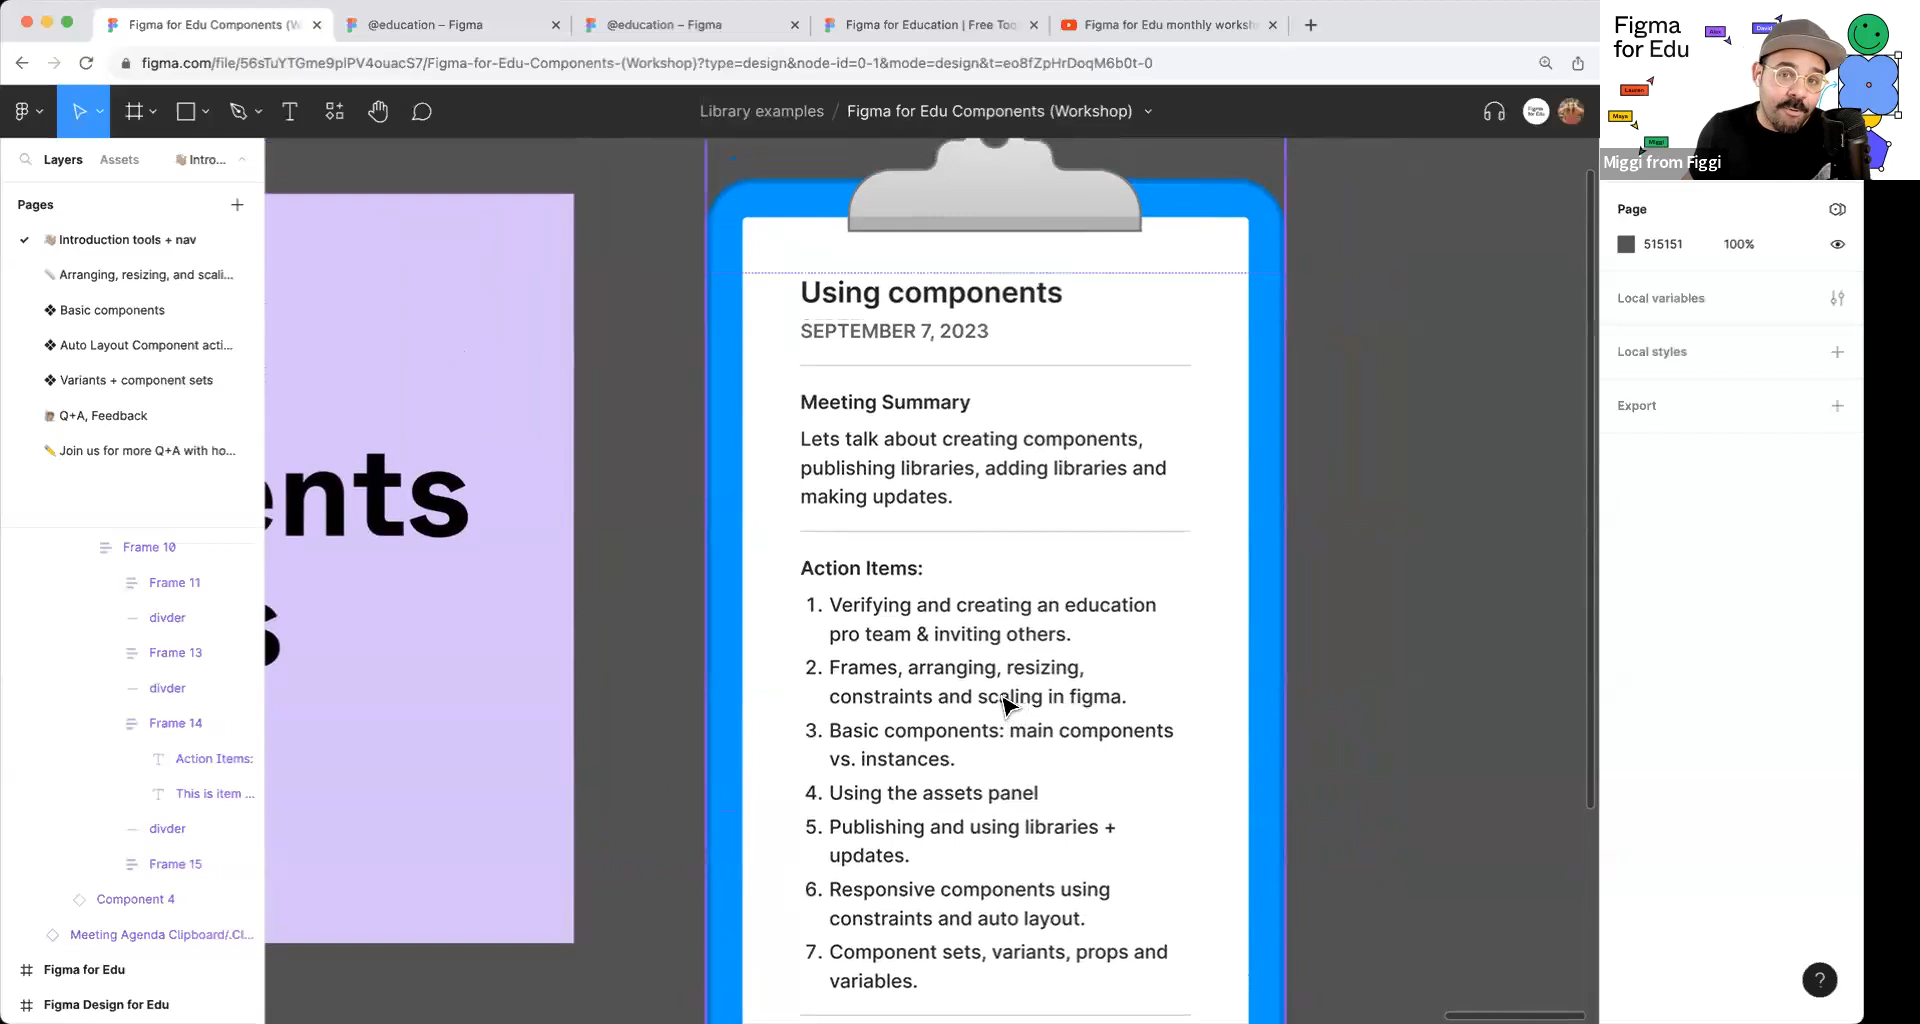 Figma for Edu Components (W
@education – Figma
@education – Figma
Figma for Education | Free Too
Figma for Edu monthly worksh
figma.com/file/56sTuYTGme9plPV4ouacS7/Figma-for-Edu-Components-(Workshop)?type=design&node-id=0-1&mode=design&t=eo8fZpHrDoqM6b0t-0
Library examples / Figma for Edu Components (Workshop)
Figma
for Edu
Alex
David
Lauren
Maya
Miggi
Miggi from Figgi
Layers
Assets
Intro...
Pages
Introduction tools + nav
Arranging, resizing, and scali...
Basic components
Auto Layout Component acti...
Variants + component sets
Q+A, Feedback
Join us for more Q+A with ho...
Frame 10
Frame 11
divder
Frame 13
divder
Frame 14
Action Items:
This is item ...
divder
Frame 15
Component 4
Meeting Agenda Clipboard/.Cl...
Figma for Edu
Figma Design for Edu
ents
s
Using components
SEPTEMBER 7, 2023
Meeting Summary
Lets talk about creating components,
publishing libraries, adding libraries and
making updates.
Action Items:
1. Verifying and creating an education
pro team & inviting others.
2. Frames, arranging, resizing,
constraints and scaling in figma.
3. Basic components: main components
vs. instances.
4. Using the assets panel
5. Publishing and using libraries +
updates.
6. Responsive components using
constraints and auto layout.
7. Component sets, variants, props and
variables.
Page
515151 100%
Local variables
Local styles
Export
?